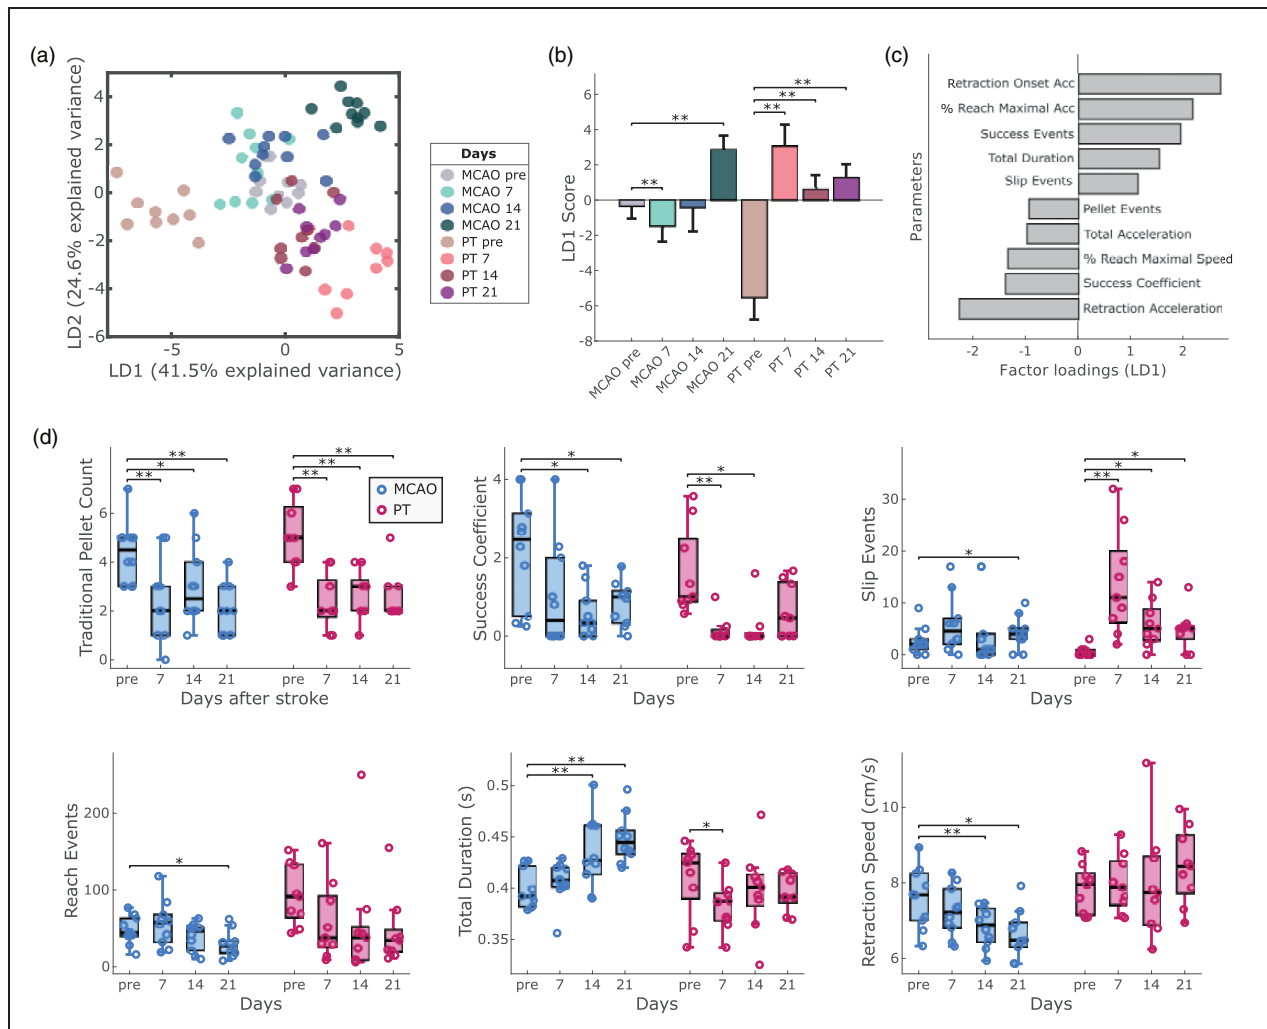 (a)
LD2 (24.6% explained variance)
4
2
0
-2
-4
-6
-5
0
5
LD1 (41.5% explained variance)
Days
MCAO pre
MCAO 7
MCAO 14
MCAO 21
PT pre
PT 7
PT 14
PT 21
(b)
LD1 Score
6
4
2
0
-2
-4
-6
-8
**
**
**
**
**
MCAO pre
MCAO 7
MCAO 14
MCAO 21
PT pre
PT 7
PT 14
PT 21
(c)
Parameters
Retraction Onset Acc
% Reach Maximal Acc
Success Events
Total Duration
Slip Events
Pellet Events
Total Acceleration
% Reach Maximal Speed
Success Coefficient
Retraction Acceleration
-2
-1
0
1
2
Factor loadings (LD1)
(d)
Traditional Pellet Count
6
4
2
0
**
*
**
**
**
**
MCAO
PT
pre 7 14 21 pre 7 14 21
Days after stroke
Success Coefficient
4
2
0
*
*
*
**
pre 7 14 21 pre 7 14 21
Days
Slip Events
30
20
10
0
*
*
*
**
pre 7 14 21 pre 7 14 21
Days
Reach Events
200
100
0
*
pre 7 14 21 pre 7 14 21
Days
Total Duration (s)
0.5
0.45
0.4
0.35
**
**
*
pre 7 14 21 pre 7 14 21
Days
Retraction Speed (cm/s)
10
8
6
*
**
pre 7 14 21 pre 7 14 21
Days